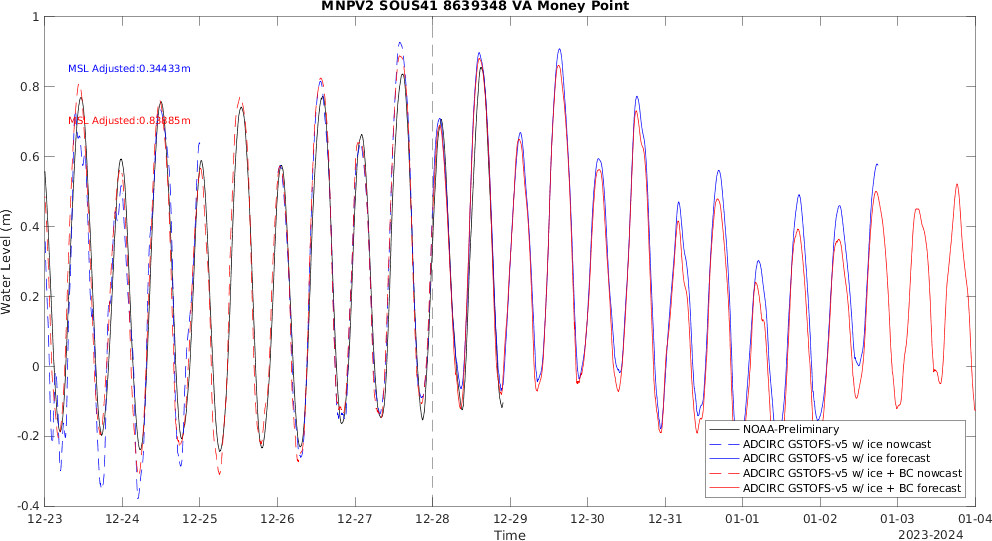 MNPV2 SOUS41 8639348 VA Money Point
1
0.8
0.6
0.4
0.2
0
-0.2
-0.4
Water Level (m)
MSL Adjusted:0.34433m
MSL Adjusted:0.83885m
NOAA-Preliminary
ADCIRC GSTOFS-v5 w/ ice nowcast
ADCIRC GSTOFS-v5 w/ ice forecast
ADCIRC GSTOFS-v5 w/ ice + BC nowcast
ADCIRC GSTOFS-v5 w/ ice + BC forecast
12-23 12-24 12-25 12-26 12-27 12-28 12-29 12-30 12-31 01-01 01-02 01-03 01-04
Time
2023-2024